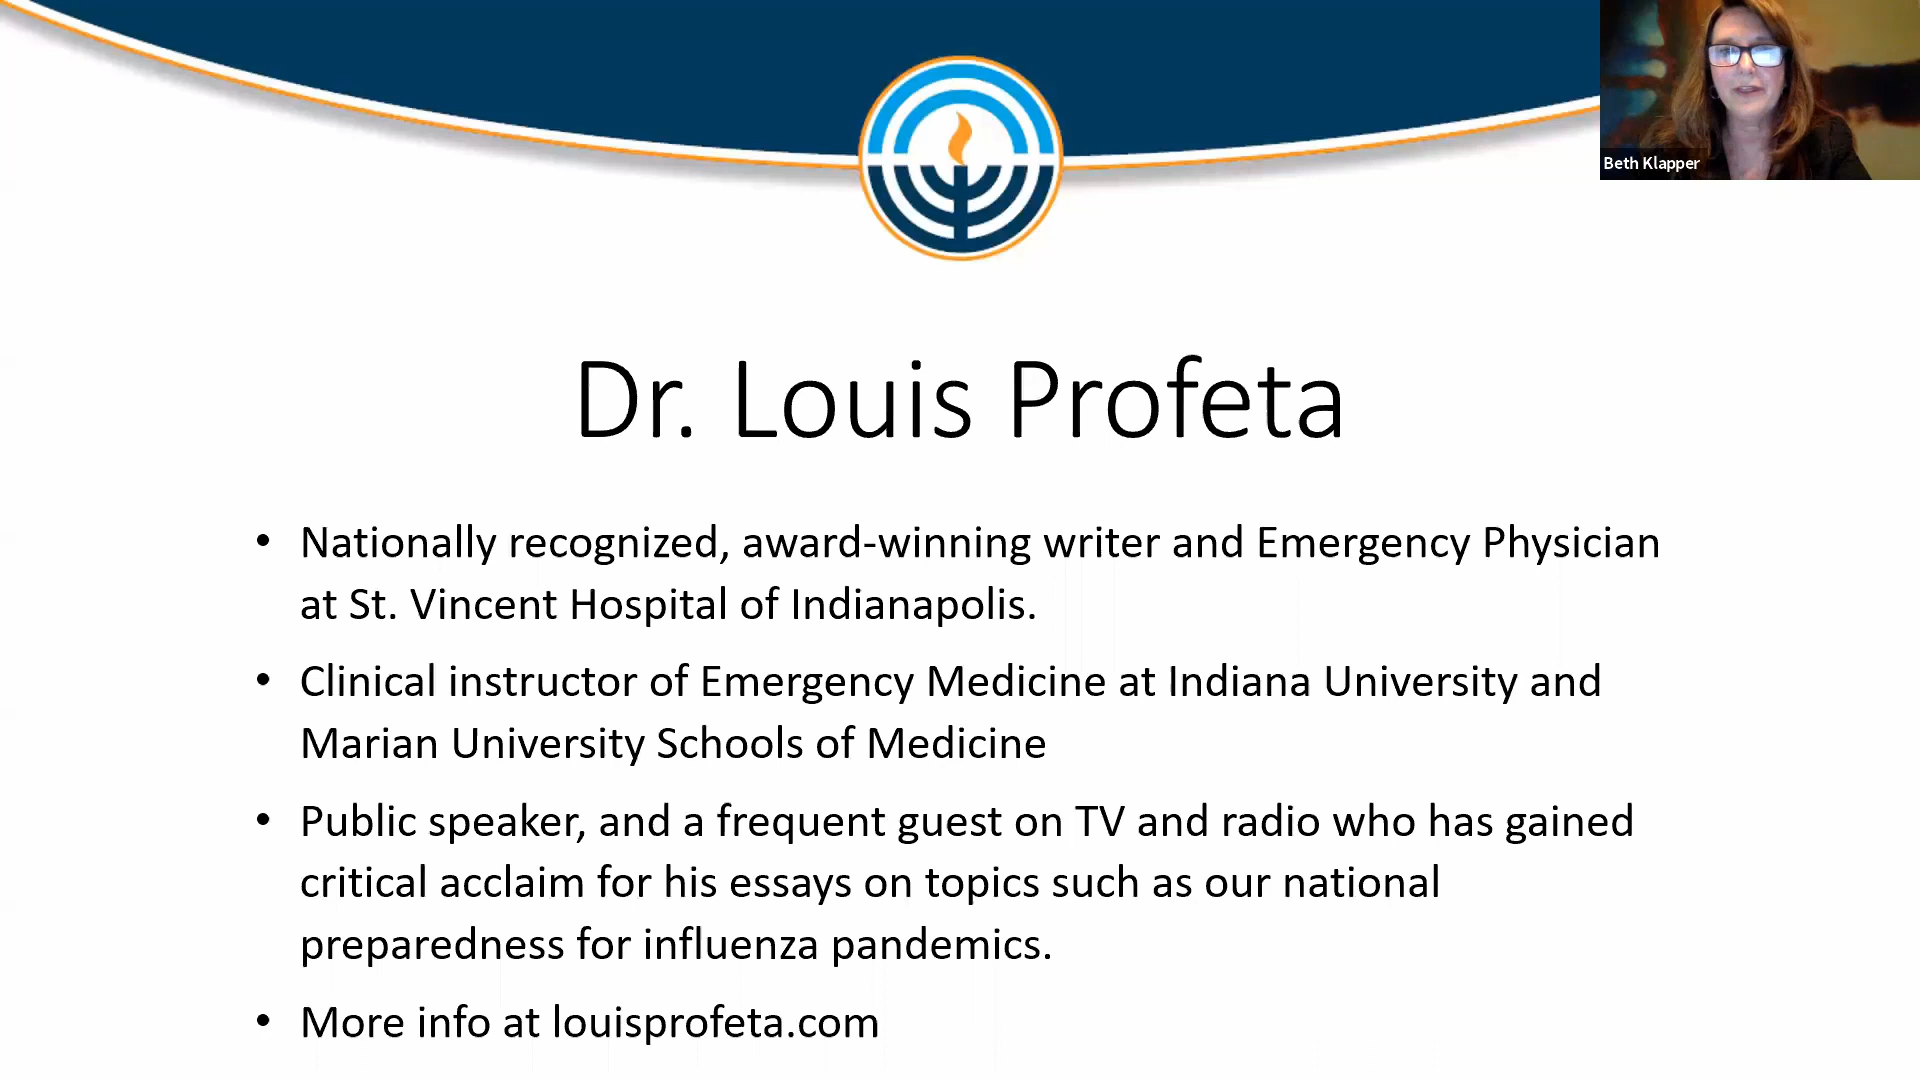 Beth Klapper
Dr. Louis Profeta
• Nationally recognized, award-winning writer and Emergency Physician
at St. Vincent Hospital of Indianapolis.
• Clinical instructor of Emergency Medicine at Indiana University and
Marian University Schools of Medicine
• Public speaker, and a frequent guest on TV and radio who has gained
critical acclaim for his essays on topics such as our national
preparedness for influenza pandemics.
• More info at louisprofeta.com